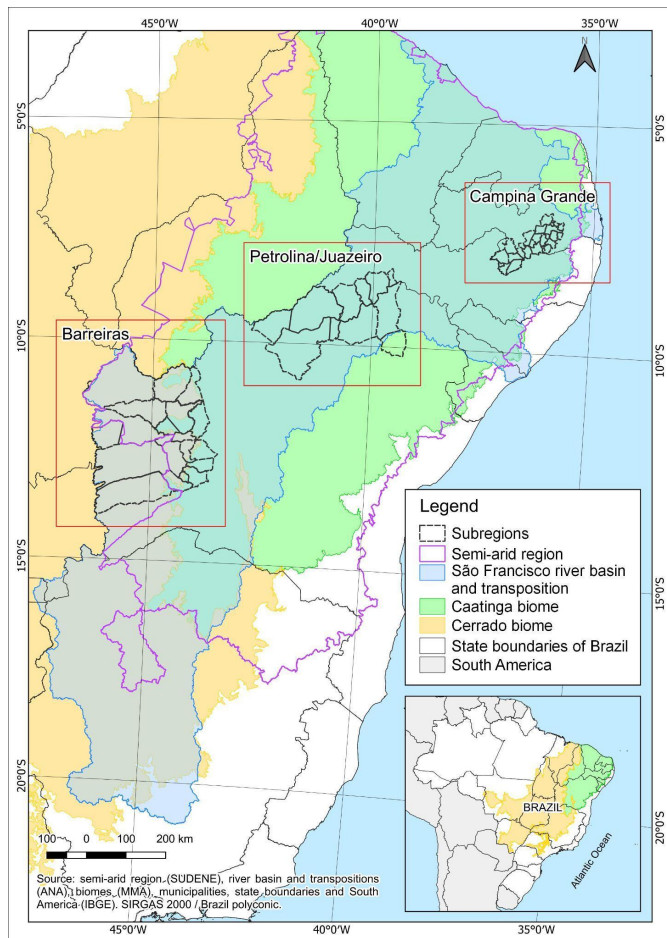 45°0'W 40°0'W 35°0'W
N
5°0'S 5°0'S
Campina Grande
Petrolina/Juazeiro
Barreiras
10°0'S 10°0'S
Legend
Subregions
Semi-arid region
São Francisco river basin
and transposition
Caatinga biome
Cerrado biome
State boundaries of Brazil
South America
15°0'S 15°0'S
20°0'S 20°0'S
BRAZIL
Atlantic Ocean
100 0 100 200 km
Source: semi-arid region (SUDENE), river basin and transpositions
(ANA), biomes (MMA), municipalities, state boundaries and South
America (IBGE). SIRGAS 2000 / Brazil polyconic.
45°0'W 40°0'W 35°0'W